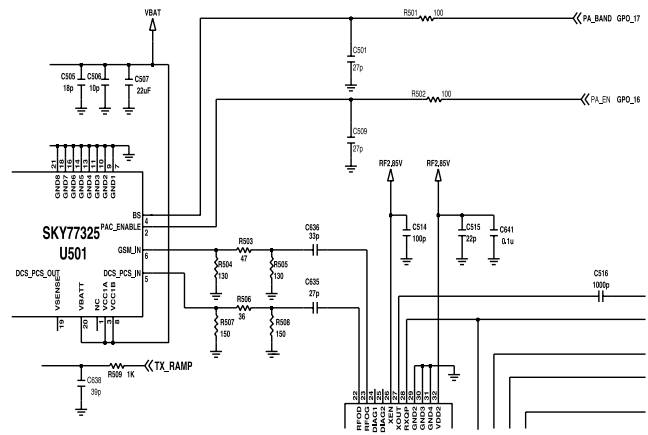 VBAT
R501 100
PA_BAND GPO_17
C505 18p
C506 10p
C507 22uF
C501 27p
R502 100
PA_EN GPO_16
C509 27p
21 18 16 14 13 11 10 9 7
GND8 GND7 GND6 GND5 GND4 GND3 GND2 GND1
RF2.85V
RF2.85V
BS 4
PAC_ENABLE 2
SKY77325
U501
GSM_IN 6
DCS_PCS_OUT
DCS_PCS_IN 5
VSENSE VBATT NC VCC1A VCC1B
19 20 1 3 8
R503 47
C636 33p
R504 130
R505 130
C514 100p
C515 22p
C641 0.1u
C635 27p
R506 36
R507 150
R508 150
C516 1000p
R509 1K
TX_RAMP
C638 39p
22 23 24 25 26 27 28 29 30 31 32
RFOD RFOG DIAG1 DIAG2 XEN XOUT RXQP GND2 GND3 GND4 VDD2